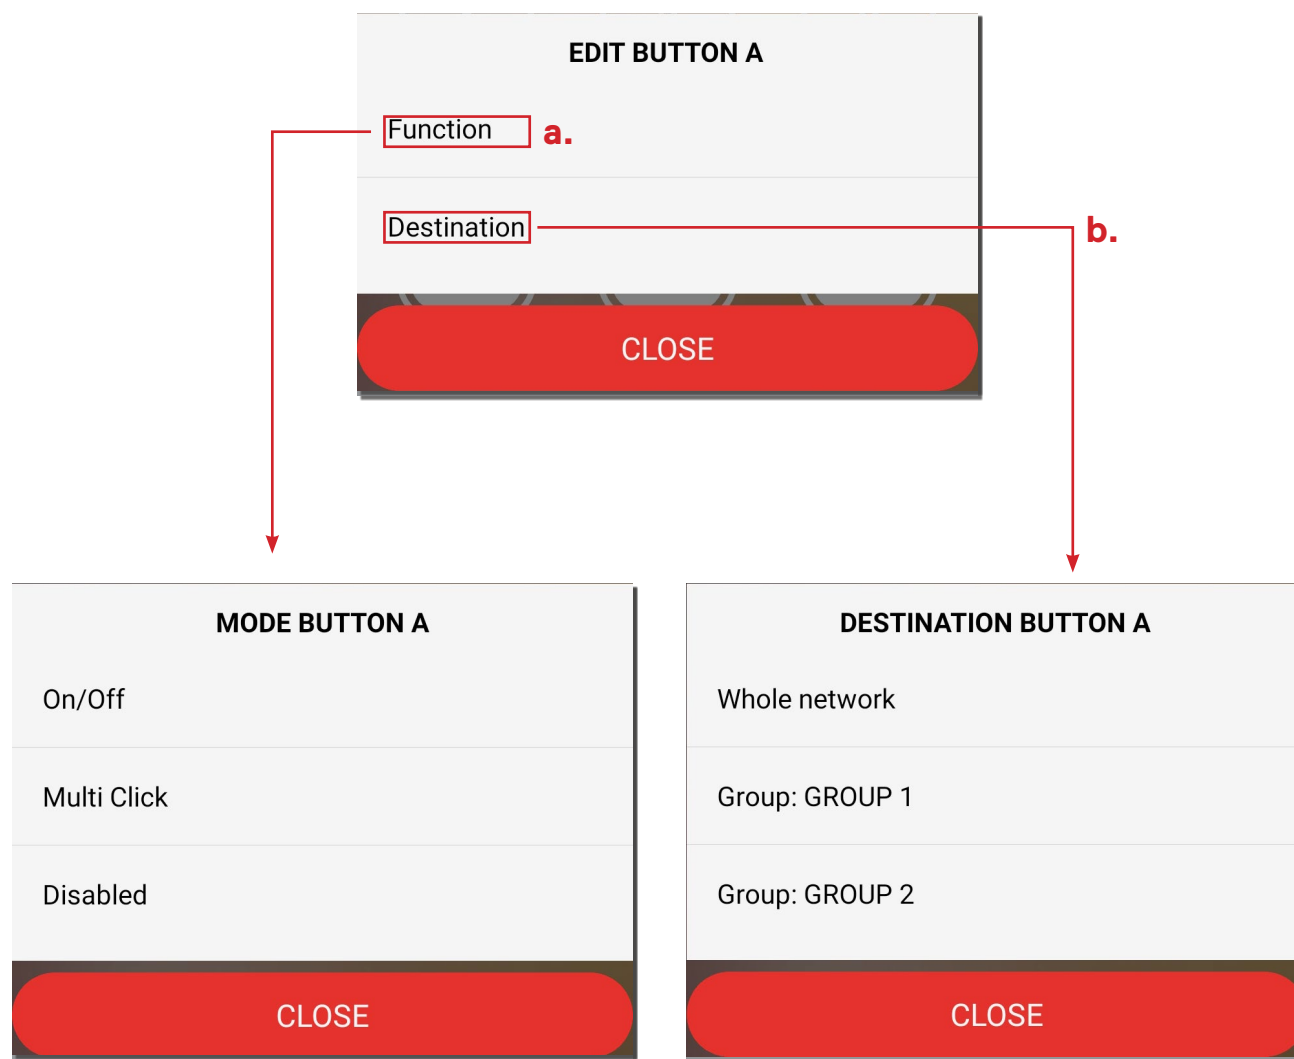 EDIT BUTTON A
Function
a.
Destination
b.
CLOSE
MODE BUTTON A
On/Off
Multi Click
Disabled
CLOSE
DESTINATION BUTTON A
Whole network
Group: GROUP 1
Group: GROUP 2
CLOSE